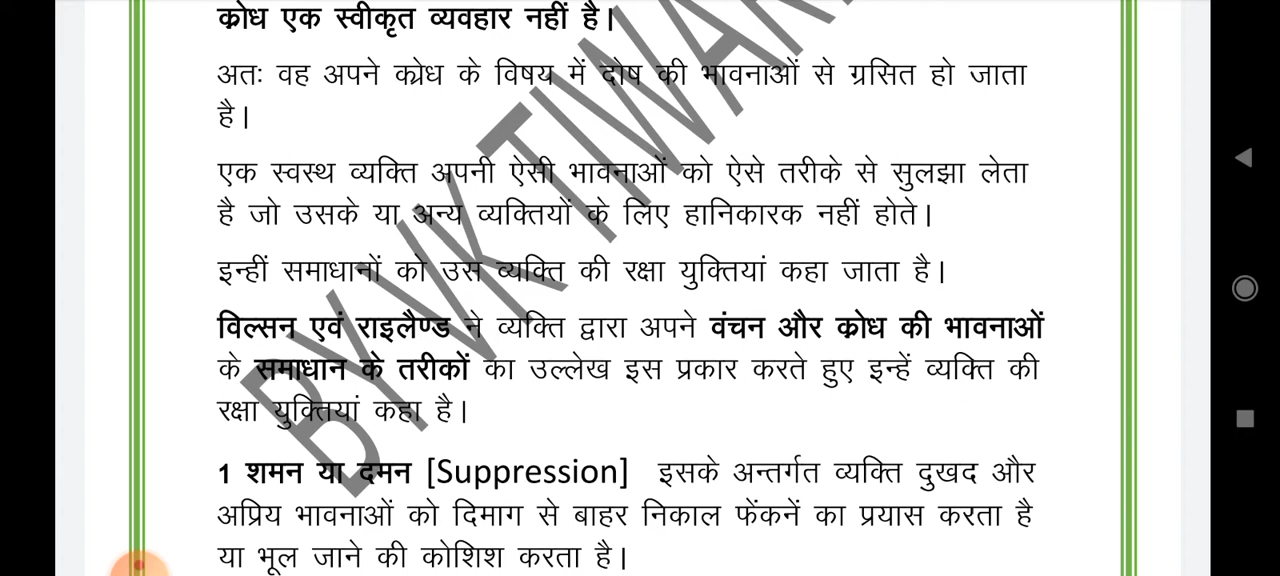 क्रोध एक स्वीकृत व्यवहार नहीं है।
अतः वह अपने क्रोध के विषय में दोष की भावनाओं से ग्रसित हो जाता
है।
एक स्वस्थ व्यक्ति अपनी ऐसी भावनाओं को ऐसे तरीके से सुलझा लेता
है जो उसके या अन्य व्यक्तियों के लिए हानिकारक नहीं होते।
इन्हीं समाधानों को उस व्यक्ति की रक्षा युक्तियां कहा जाता है।
विल्सन एवं राइलैण्ड ने व्यक्ति द्वारा अपने वंचन और क्रोध की भावनाओं
के समाधान के तरीकों का उल्लेख इस प्रकार करते हुए इन्हें व्यक्ति की
रक्षा युक्तियां कहा है।
1 शमन या दमन [Suppression] इसके अन्तर्गत व्यक्ति दुखद और
अप्रिय भावनाओं को दिमाग से बाहर निकाल फेंकनें का प्रयास करता है
या भूल जाने की कोशिश करता है।
BY VK TIWARI